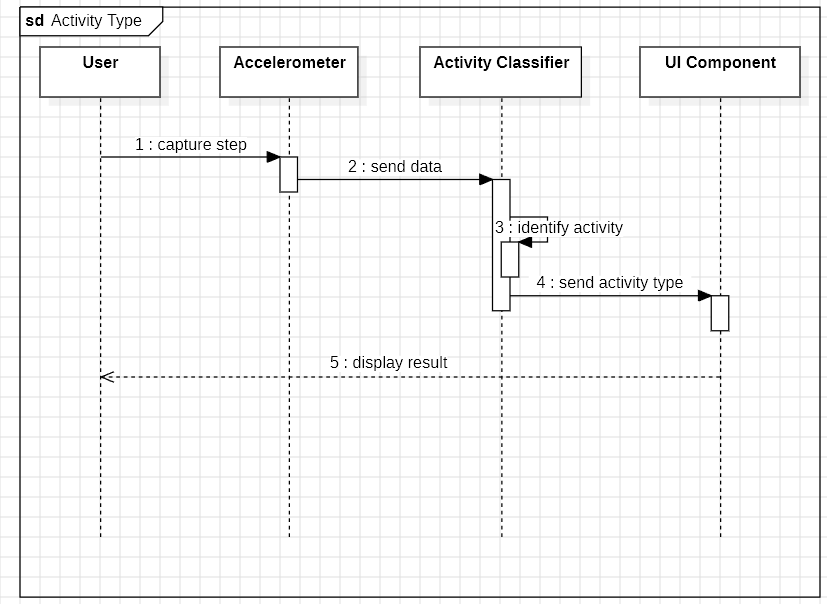 sd Activity Type
User
Accelerometer
Activity Classifier
UI Component
1 : capture step
2 : send data
3 : identify activity
4 : send activity type
5 : display result